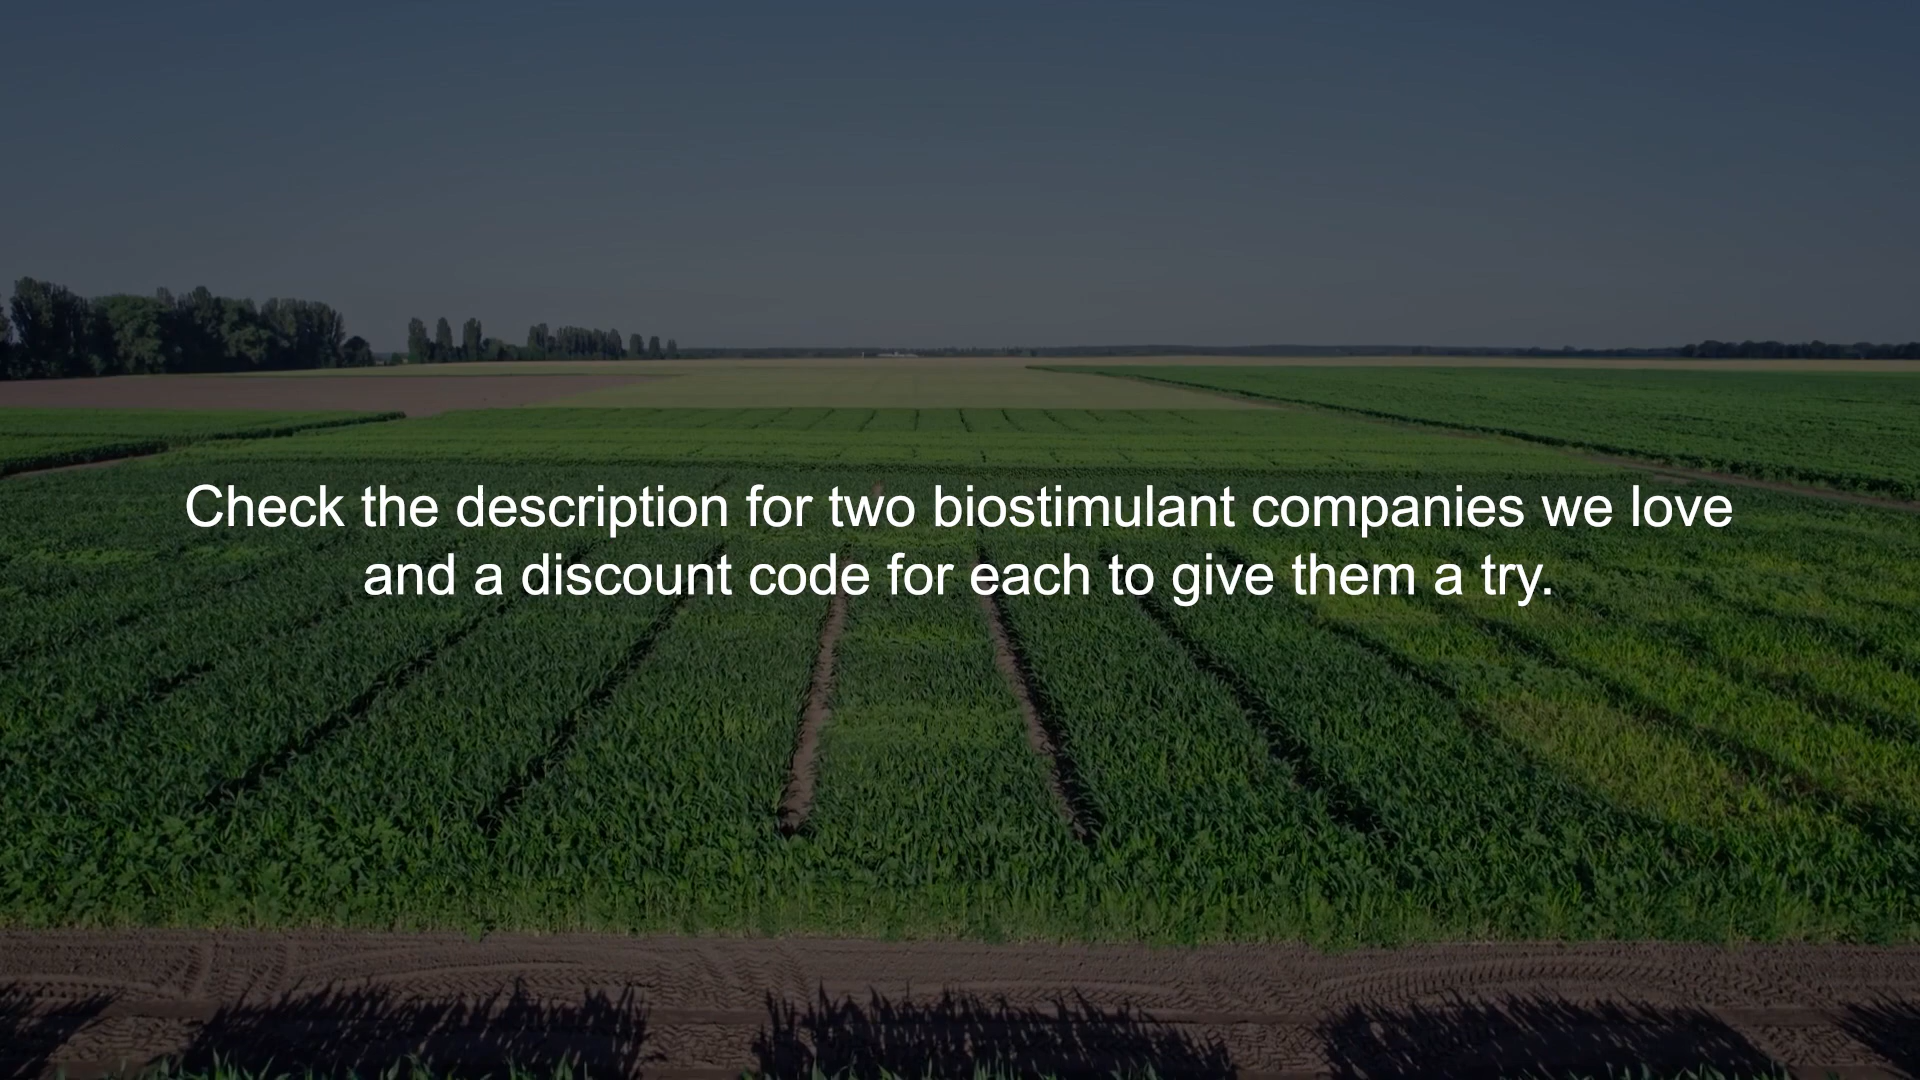 Check the description for two biostimulant companies we love
and a discount code for each to give them a try.